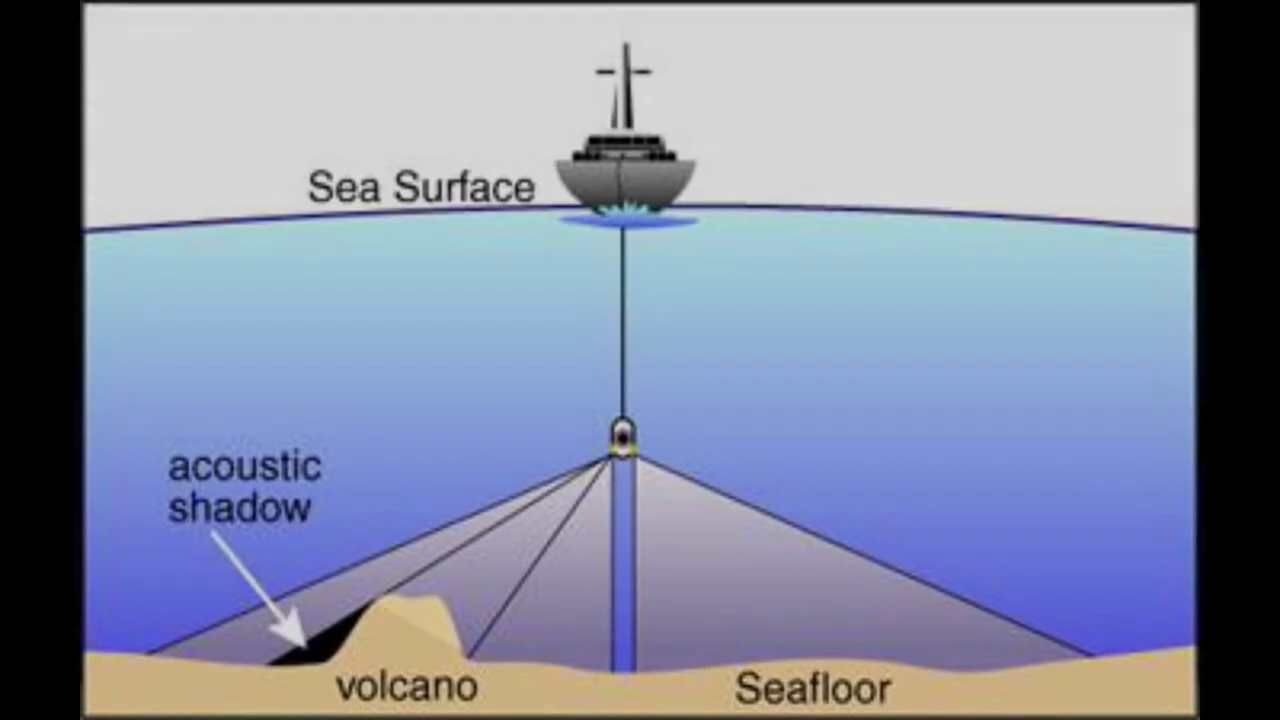 Sea Surface
acoustic
shadow
volcano
Seafloor